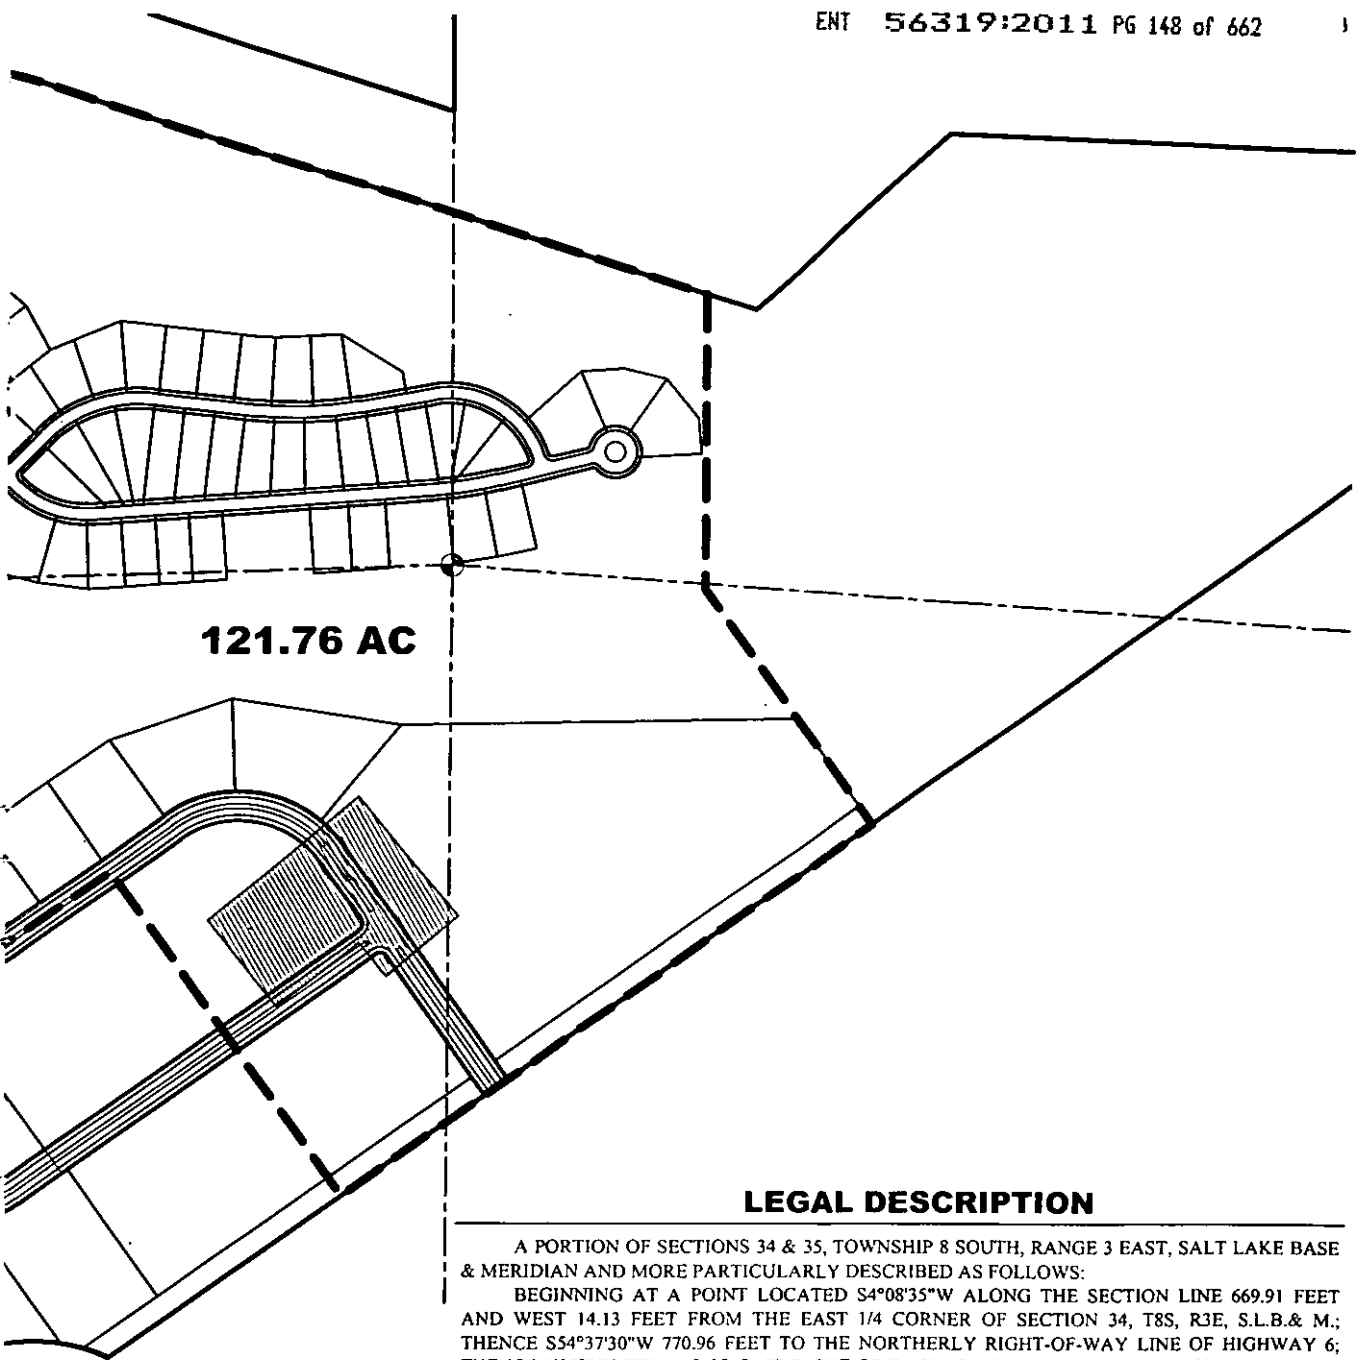 ENT 56319:2011 PG 148 of 662
121.76 AC
LEGAL DESCRIPTION
A PORTION OF SECTIONS 34 & 35, TOWNSHIP 8 SOUTH, RANGE 3 EAST, SALT LAKE BASE
& MERIDIAN AND MORE PARTICULARLY DESCRIBED AS FOLLOWS:
BEGINNING AT A POINT LOCATED S4°08'35"W ALONG THE SECTION LINE 669.91 FEET
AND WEST 14.13 FEET FROM THE EAST 1/4 CORNER OF SECTION 34, T8S, R3E, S.L.B.& M.;
THENCE S54°37'30"W 770.96 FEET TO THE NORTHERLY RIGHT-OF-WAY LINE OF HIGHWAY 6;